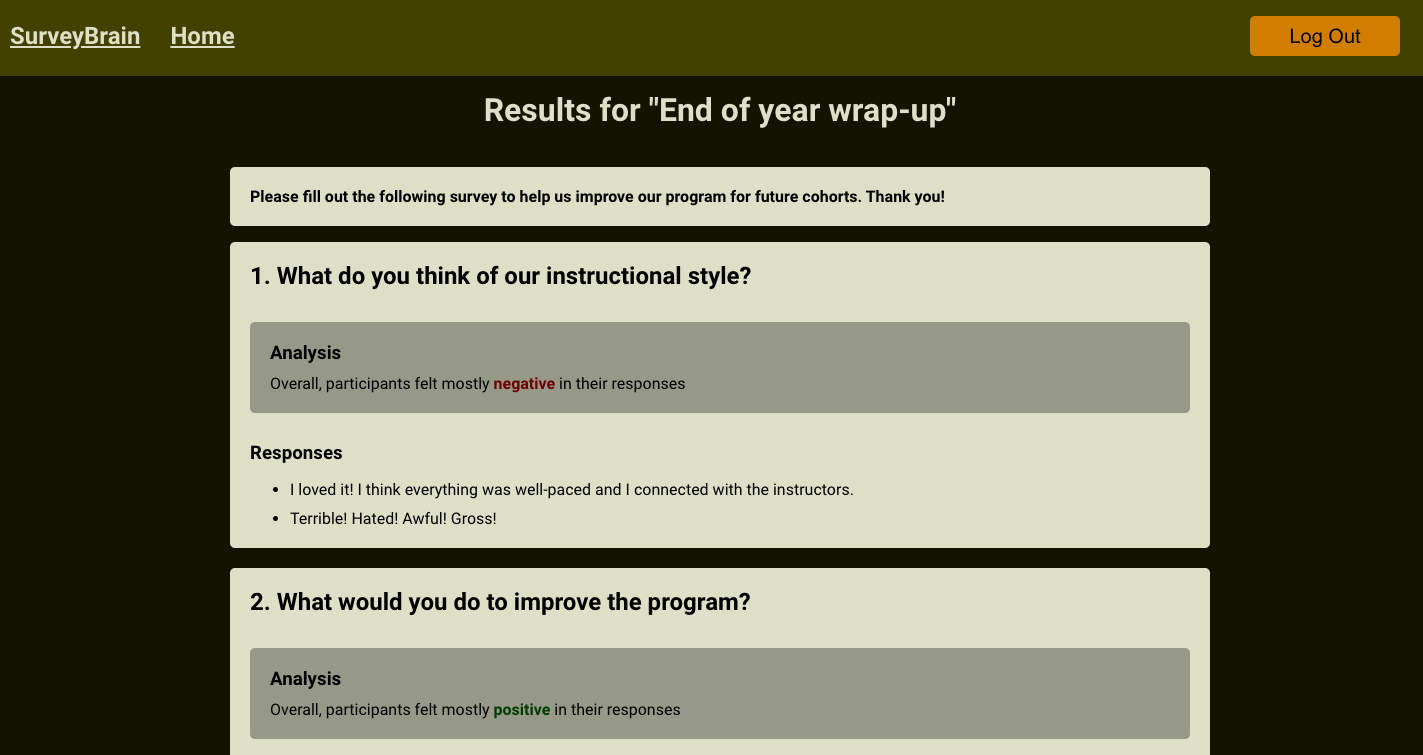 SurveyBrain Home Log Out
Results for "End of year wrap-up"
Please fill out the following survey to help us improve our program for future cohorts. Thank you!
1. What do you think of our instructional style?
Analysis
Overall, participants felt mostly negative in their responses
Responses
• I loved it! I think everything was well-paced and I connected with the instructors.
• Terrible! Hated! Awful! Gross!
2. What would you do to improve the program?
Analysis
Overall, participants felt mostly positive in their responses